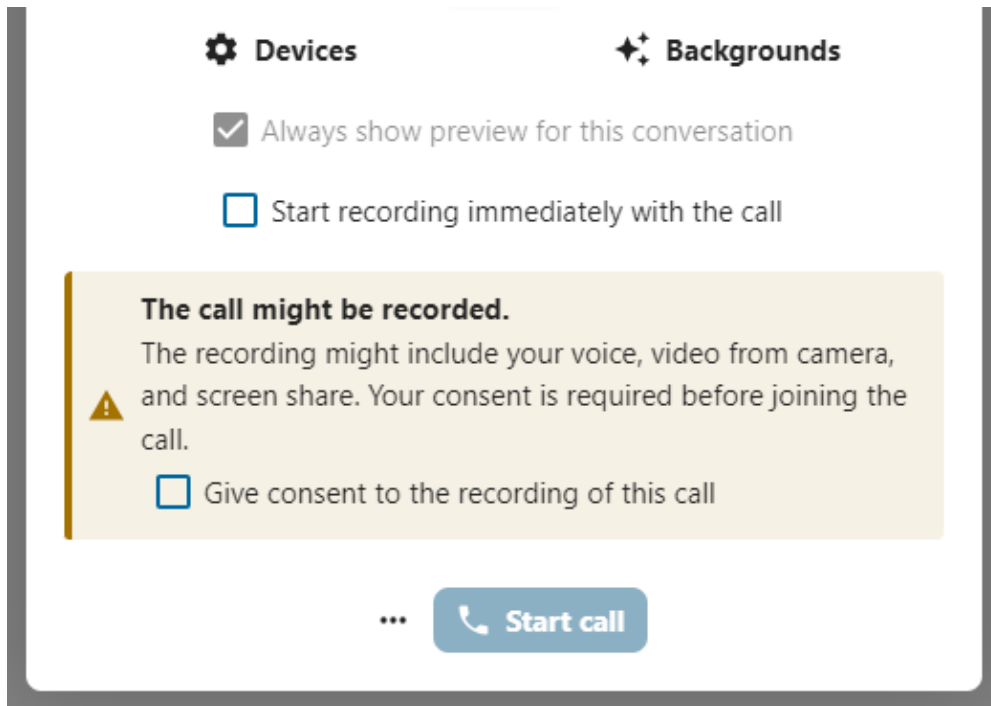 Devices
Backgrounds
Always show preview for this conversation
Start recording immediately with the call
The call might be recorded.
The recording might include your voice, video from camera,
and screen share. Your consent is required before joining the
call.
Give consent to the recording of this call
Start call